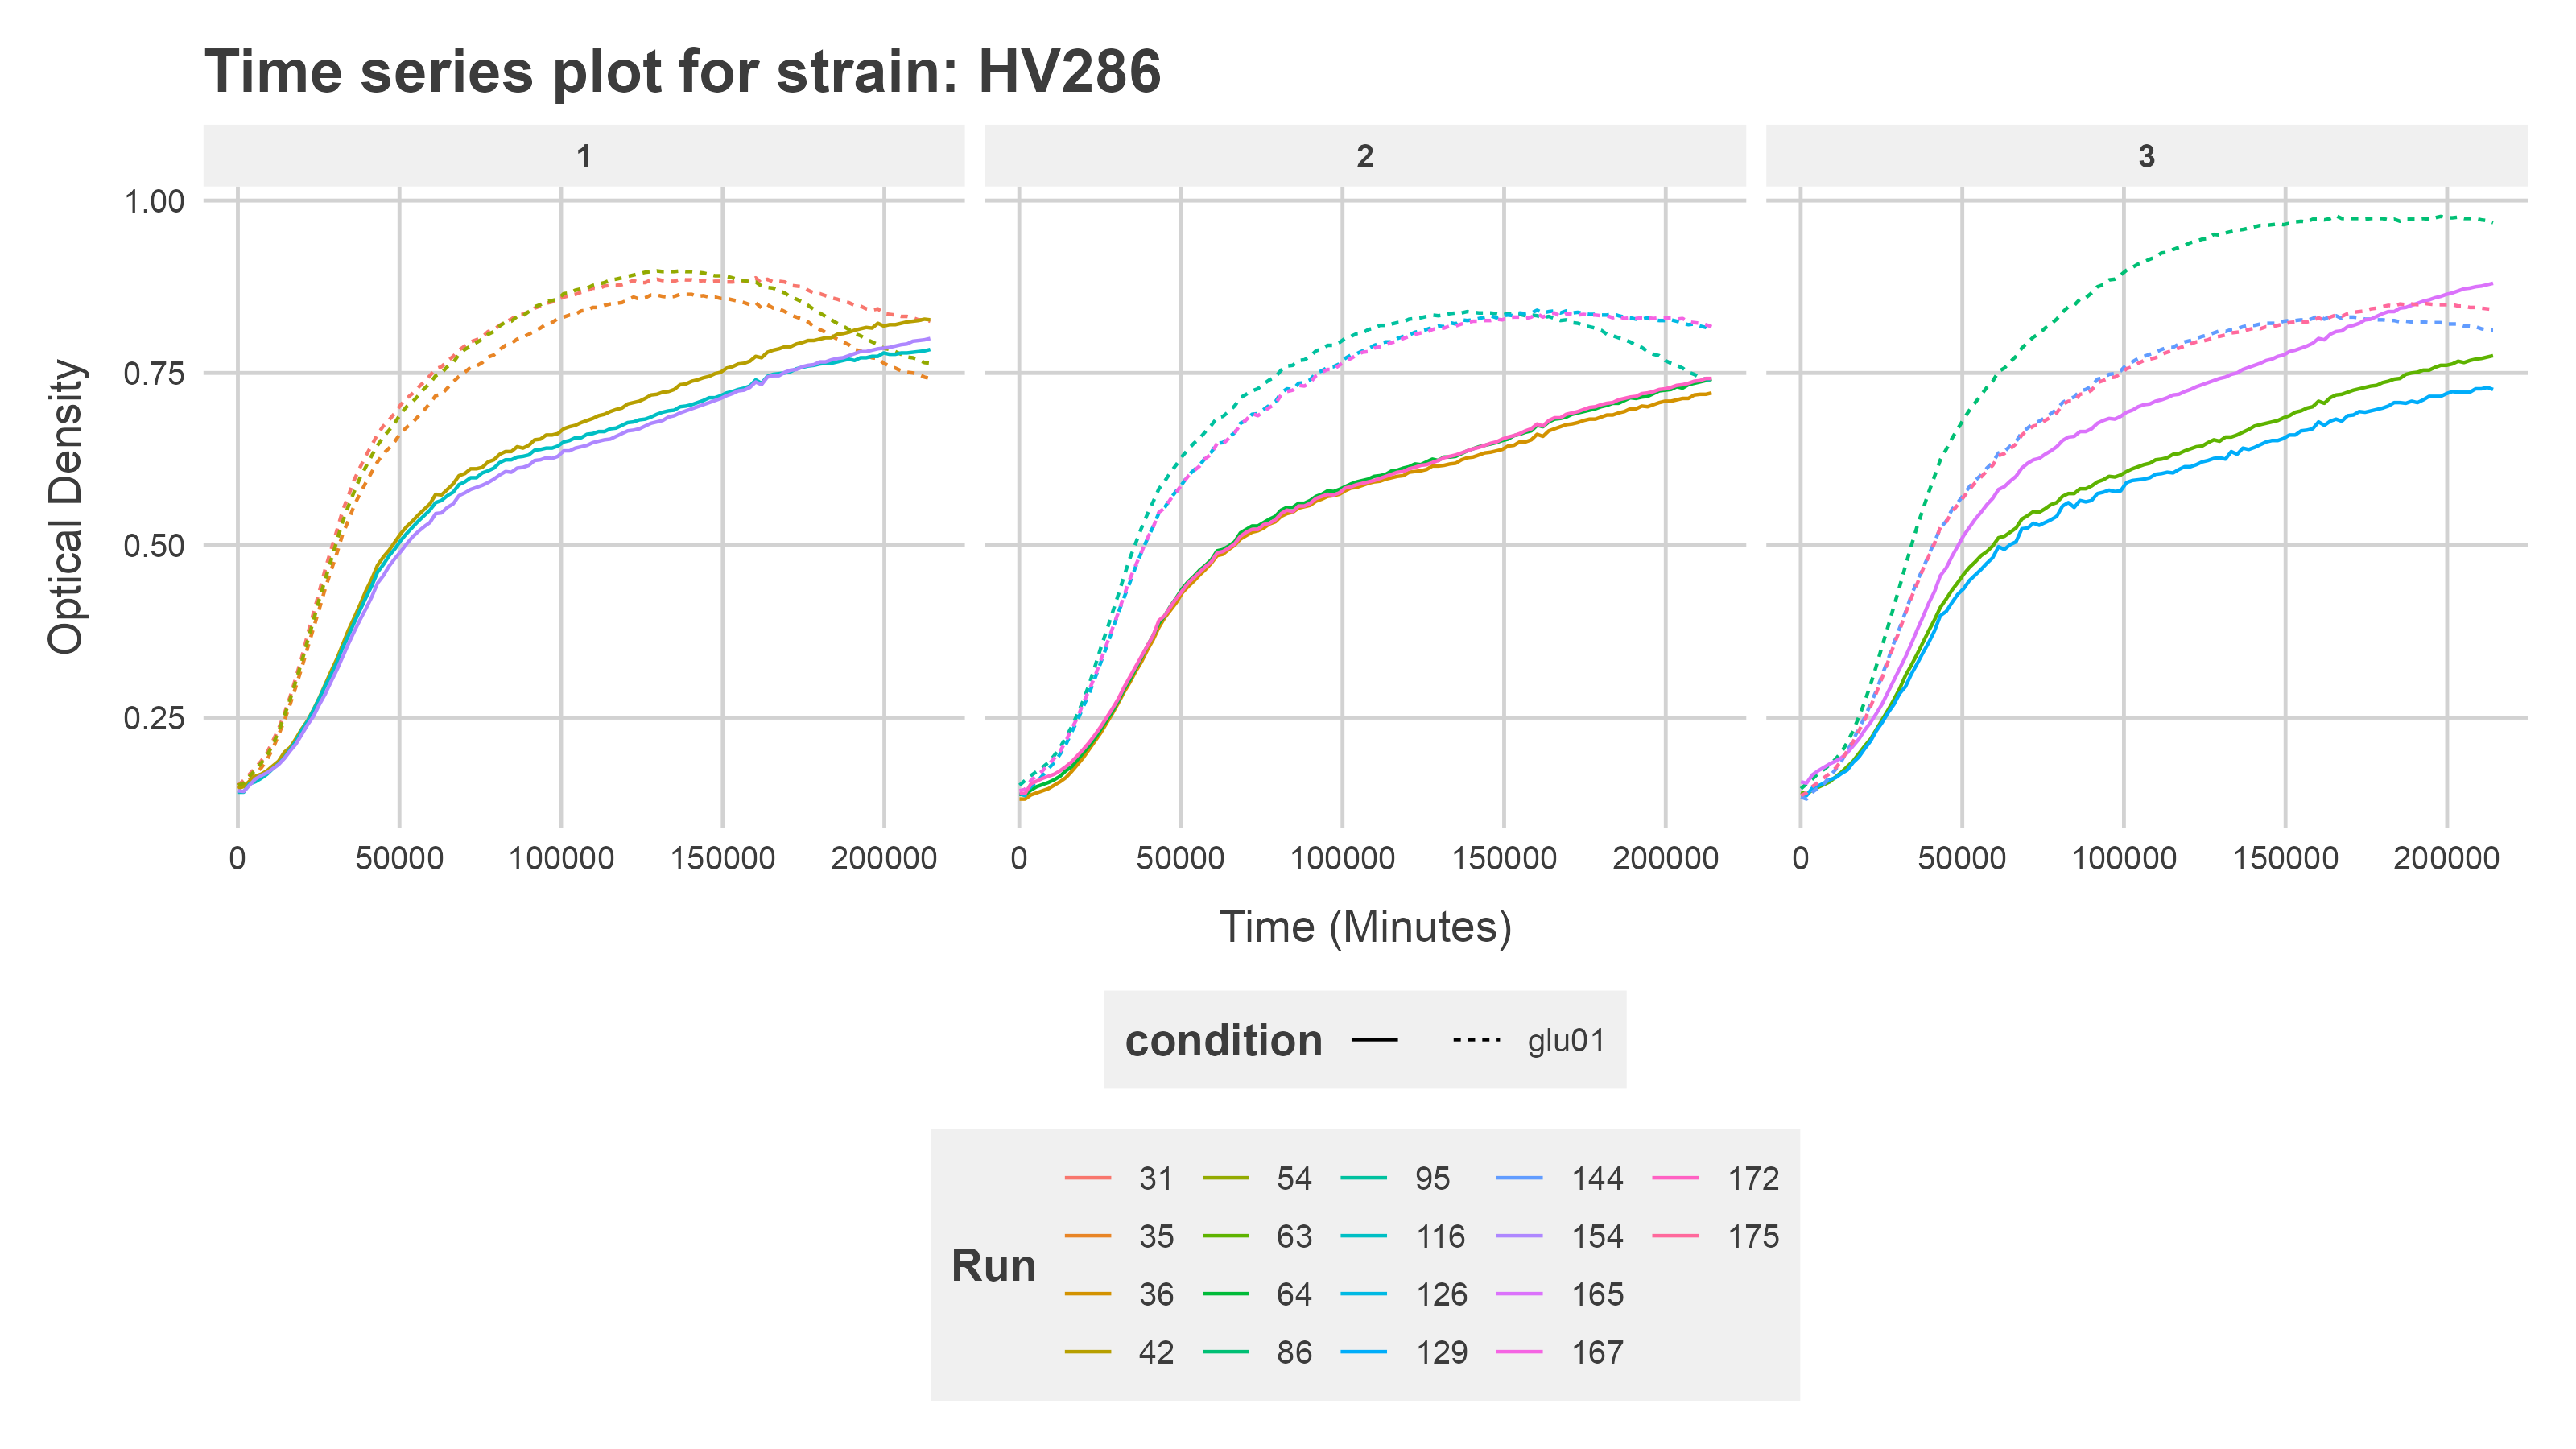 Time series plot for strain: HV286
1 2 3
1.00
0.75
0.50
0.25
Optical Density
0 50000 100000 150000 200000 0 50000 100000 150000 200000 0 50000 100000 150000 200000
Time (Minutes)
condition glu01
Run
31 54 95 144 172
35 63 116 154 175
36 64 126 165
42 86 129 167